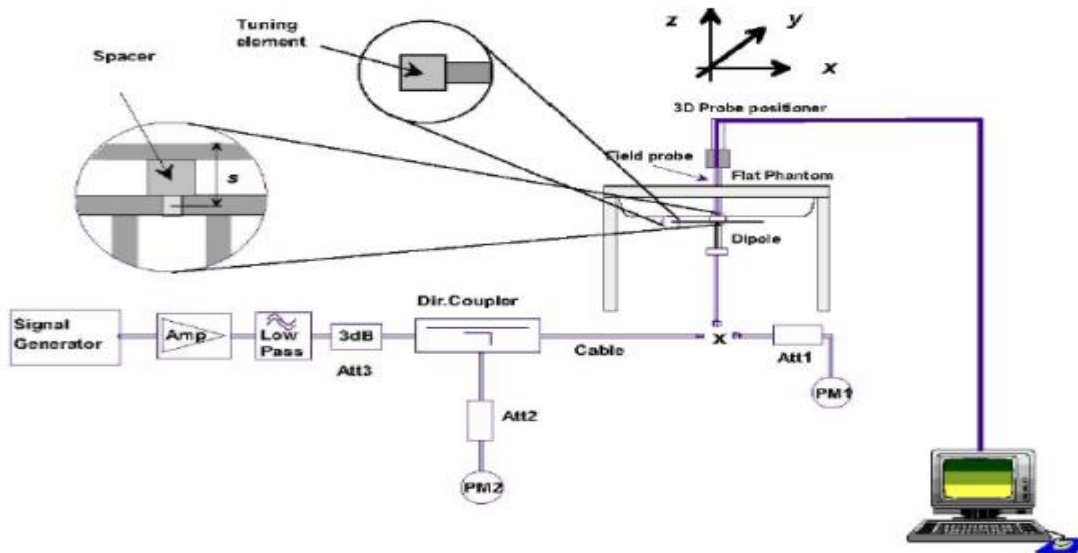 Tuning
element
Spacer
s
z
y
x
3D Probe positioner
Field probe
Flat Phantom
Dipole
Dir.Coupler
Signal
Generator
Amp
Low
Pass
3dB
Att3
Cable
x
Att1
PM1
Att2
PM2